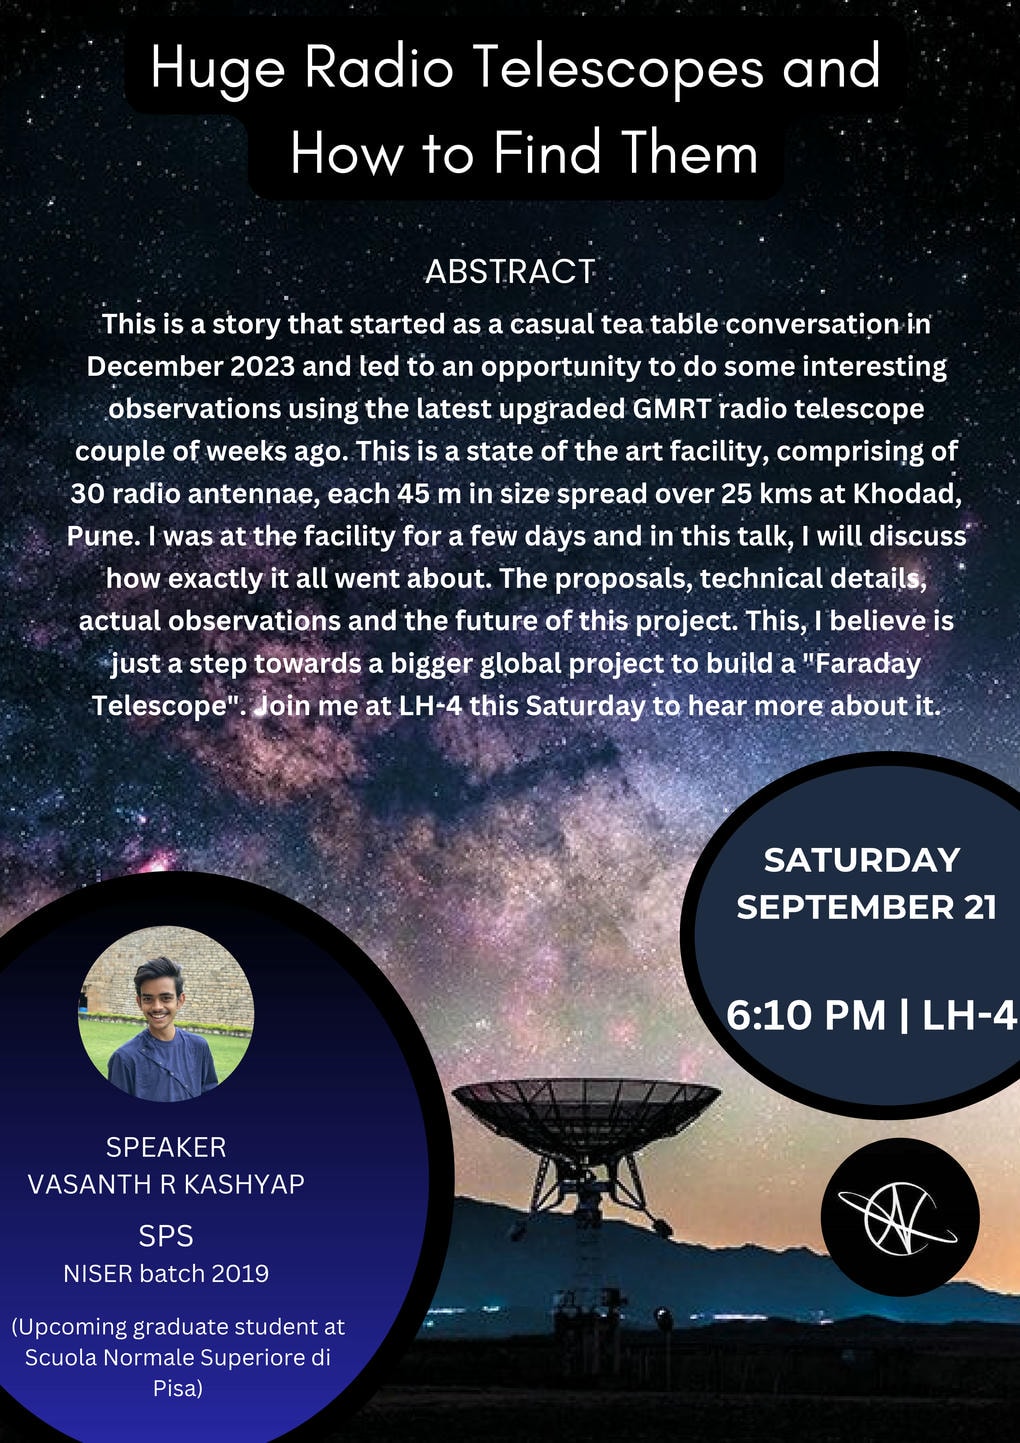 Huge Radio Telescopes and
How to Find Them
ABSTRACT
This is a story that started as a casual tea table conversation in
December 2023 and led to an opportunity to do some interesting
observations using the latest upgraded GMRT radio telescope
couple of weeks ago. This is a state of the art facility, comprising of
30 radio antennae, each 45 m in size spread over 25 kms at Khodad,
Pune. I was at the facility for a few days and in this talk, I will discuss
how exactly it all went about. The proposals, technical details,
actual observations and the future of this project. This, I believe is
just a step towards a bigger global project to build a "Faraday
Telescope". Join me at LH-4 this Saturday to hear more about it.
SATURDAY
SEPTEMBER 21
6:10 PM | LH-4
SPEAKER
VASANTH R KASHYAP
SPS
NISER batch 2019
(Upcoming graduate student at
Scuola Normale Superiore di
Pisa)